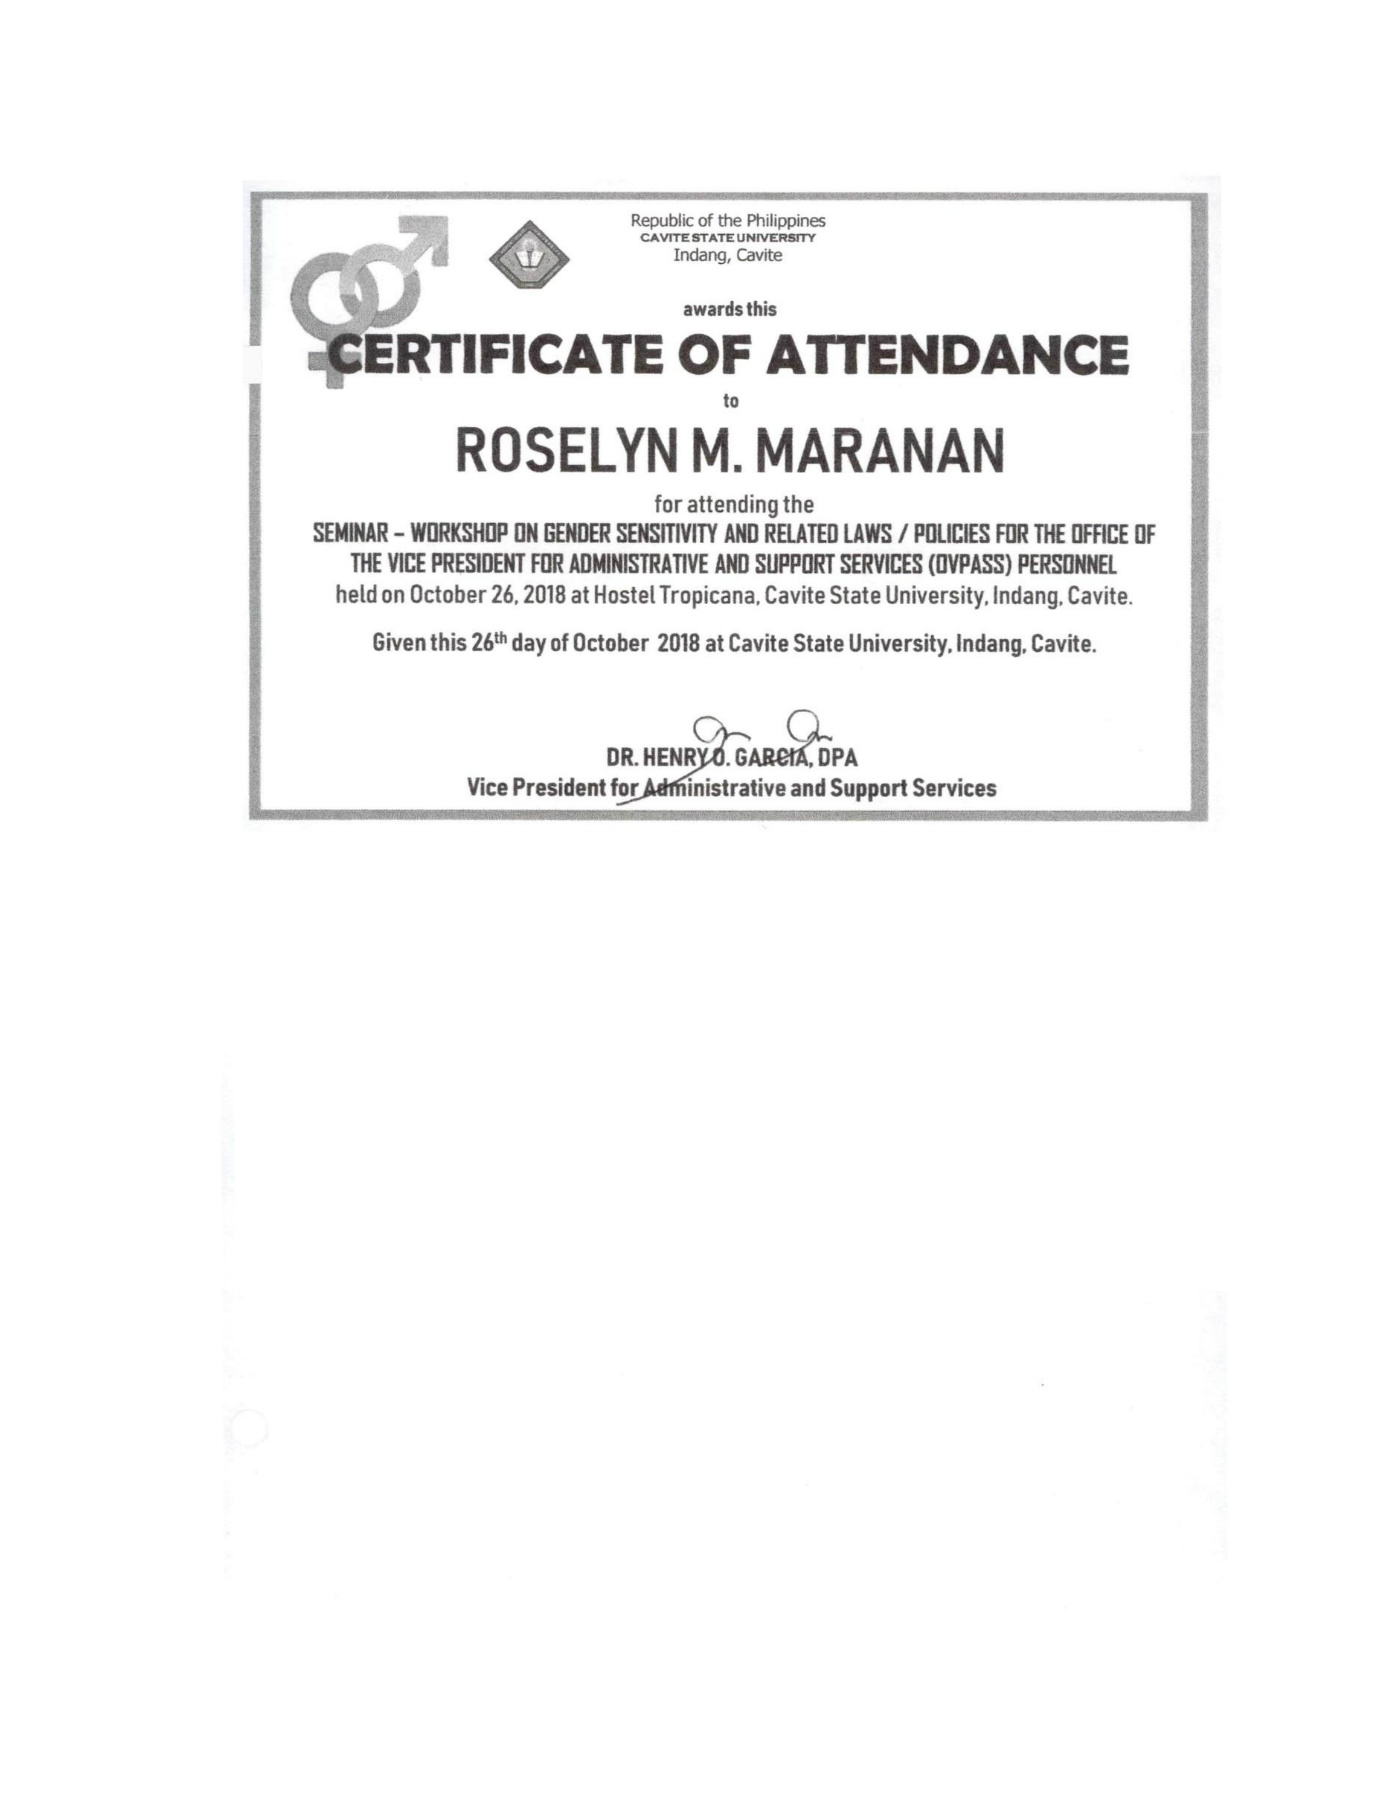 Republic of the Philippines
CAVITE STATE UNIVERSITY
Indang, Cavite
awards this
CERTIFICATE OF ATTENDANCE
to
ROSELYN M. MARANAN
for attending the
SEMINAR – WORKSHOP ON GENDER SENSITIVITY AND RELATED LAWS / POLICIES FOR THE OFFICE OF
THE VICE PRESIDENT FOR ADMINISTRATIVE AND SUPPORT SERVICES (OVPASS) PERSONNEL
held on October 26, 2018 at Hostel Tropicana, Cavite State University, Indang, Cavite.
Given this 26th day of October 2018 at Cavite State University, Indang, Cavite.
DR. HENRY O. GARCIA, DPA
Vice President for Administrative and Support Services